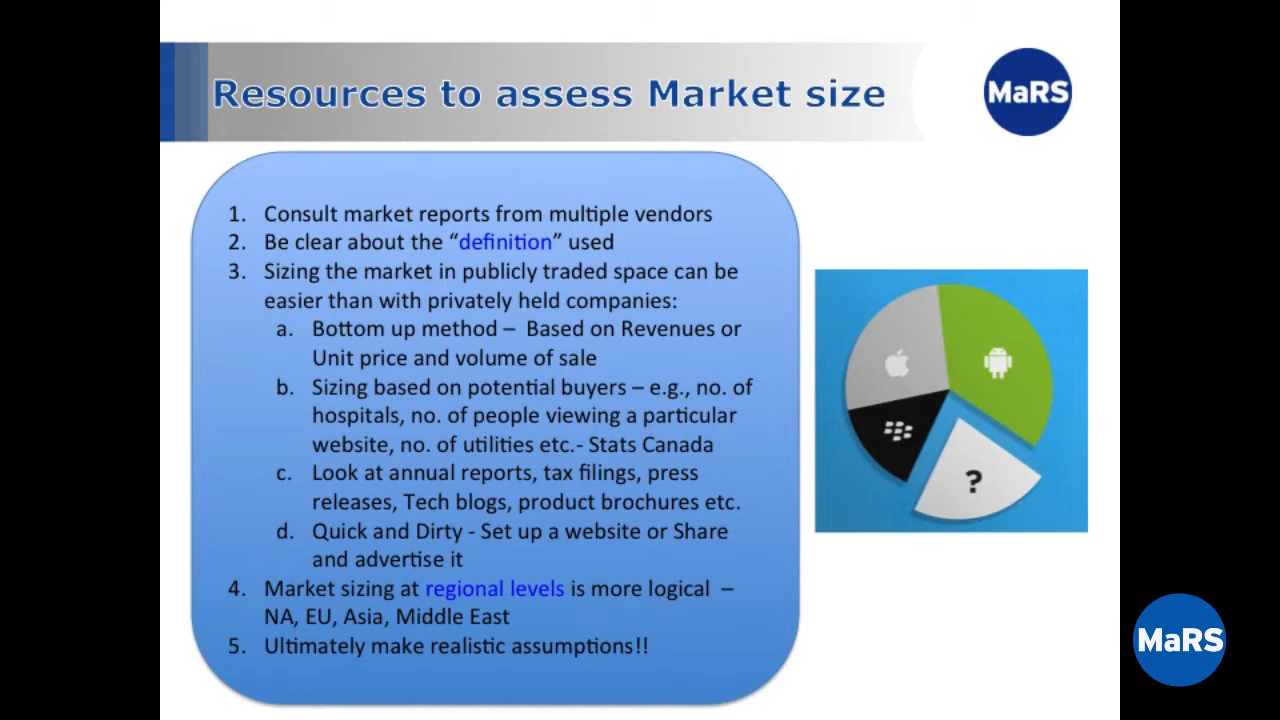 Resources to assess Market size
MaRS
1. Consult market reports from multiple vendors
2. Be clear about the “definition” used
3. Sizing the market in publicly traded space can be
easier than with privately held companies:
a. Bottom up method – Based on Revenues or
Unit price and volume of sale
b. Sizing based on potential buyers – e.g., no. of
hospitals, no. of people viewing a particular
website, no. of utilities etc.- Stats Canada
c. Look at annual reports, tax filings, press
releases, Tech blogs, product brochures etc.
d. Quick and Dirty - Set up a website or Share
and advertise it
4. Market sizing at regional levels is more logical –
NA, EU, Asia, Middle East
5. Ultimately make realistic assumptions!!
?
MaRS